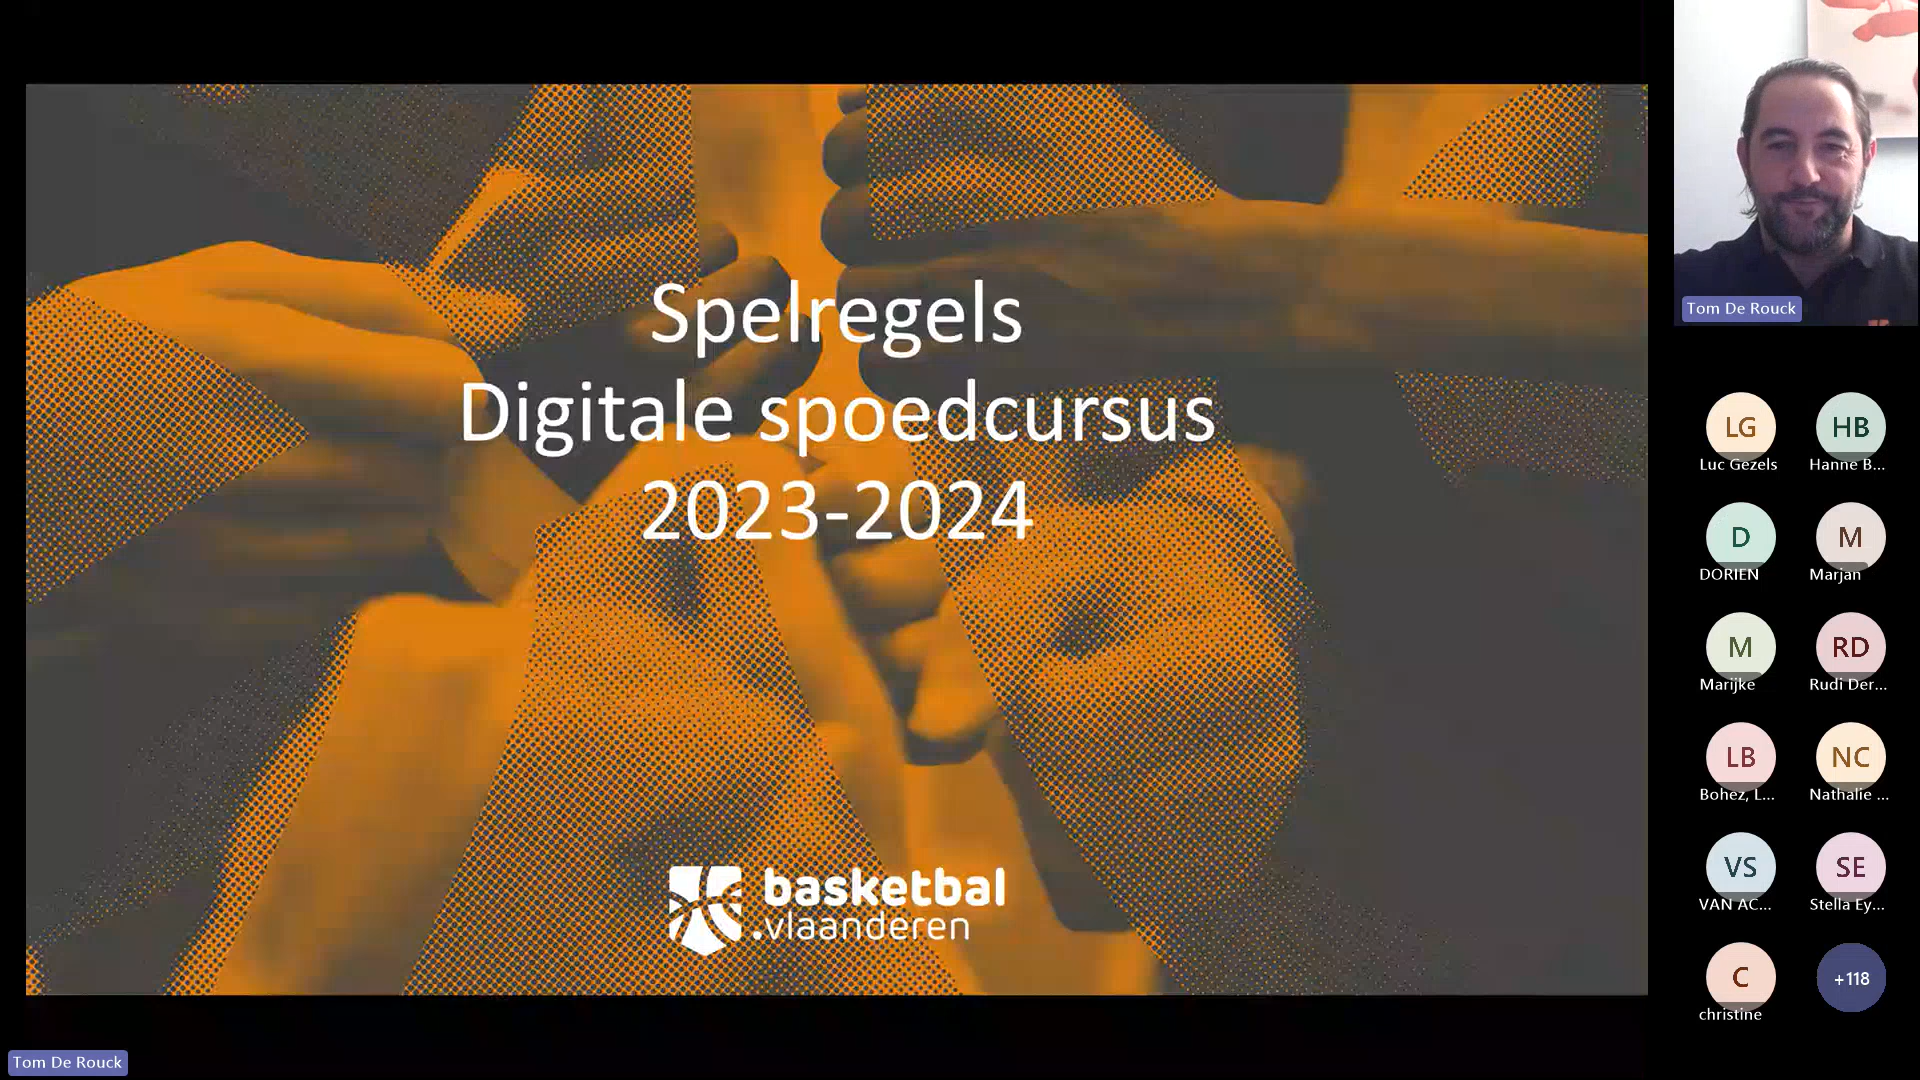 Spelregels
Digitale spoedcursus
2023-2024
basketbal
.vlaanderen
Tom De Rouck
LG
Luc Gezels
HB
Hanne B...
D
DORIEN
M
Marjan
M
Marijke
RD
Rudi Der...
LB
Bohez, L...
NC
Nathalie ...
VS
VAN AC...
SE
Stella Ey...
C
christine
+118
Tom De Rouck